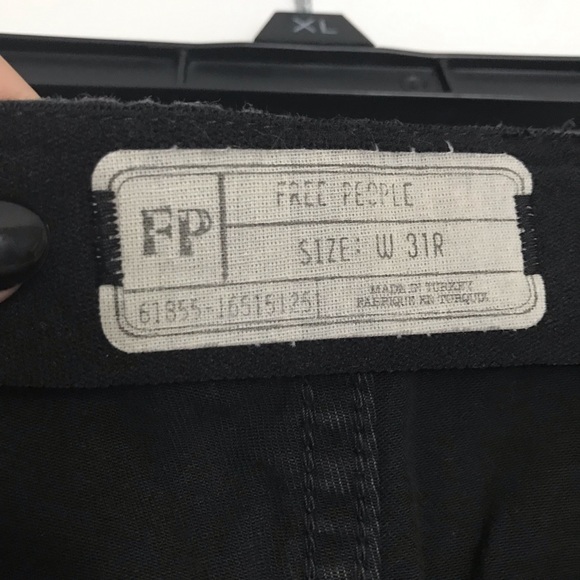 XL
FP
FREE PEOPLE
SIZE: W 31R
61855-16515125
MADE IN TURKEY
FABRIQUE EN TURQUIE